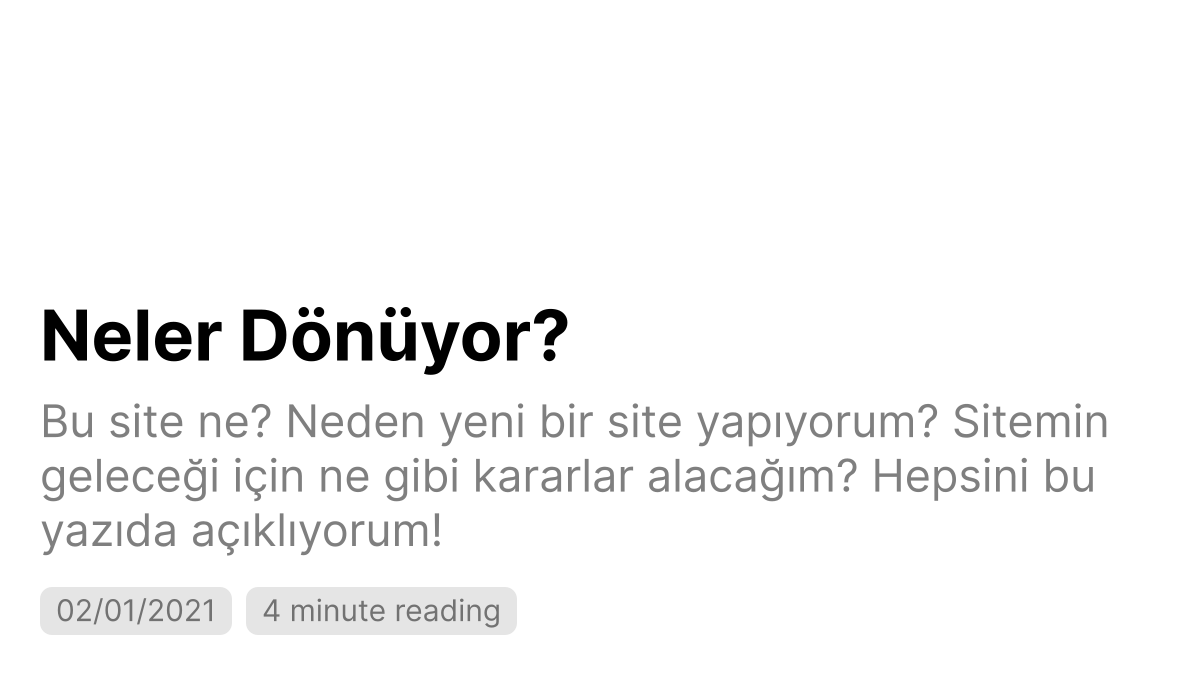 Neler Dönüyor?
Bu site ne? Neden yeni bir site yapıyorum? Sitemin
geleceği için ne gibi kararlar alacağım? Hepsini bu
yazıda açıklıyorum!
02/01/2021 4 minute reading